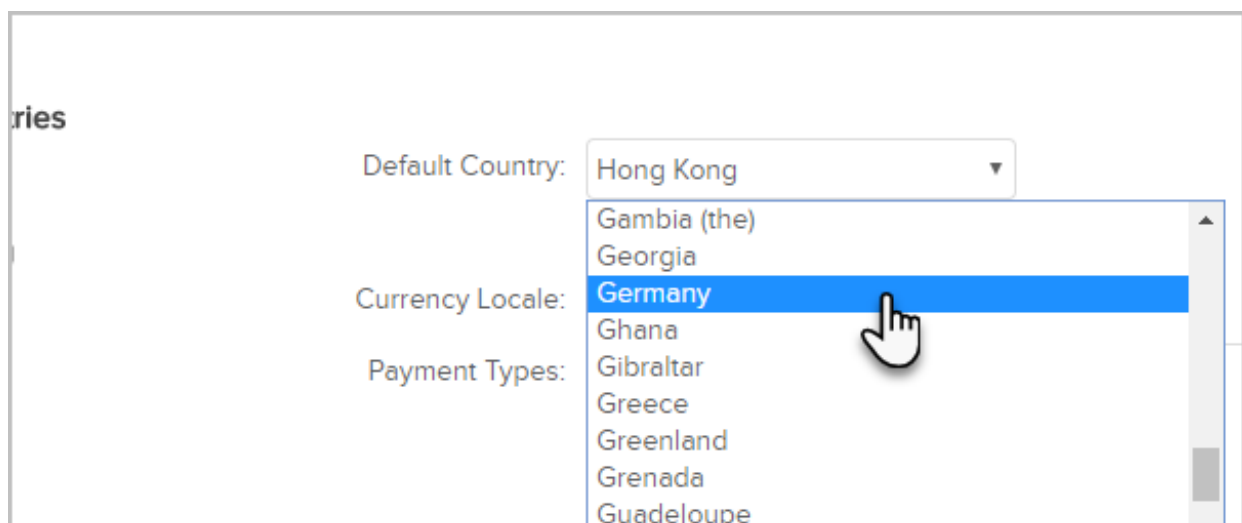 tries
Default Country: Hong Kong
Gambia (the)
Georgia
Currency Locale: Germany
Ghana
Payment Types: Gibraltar
Greece
Greenland
Grenada
Guadeloupe